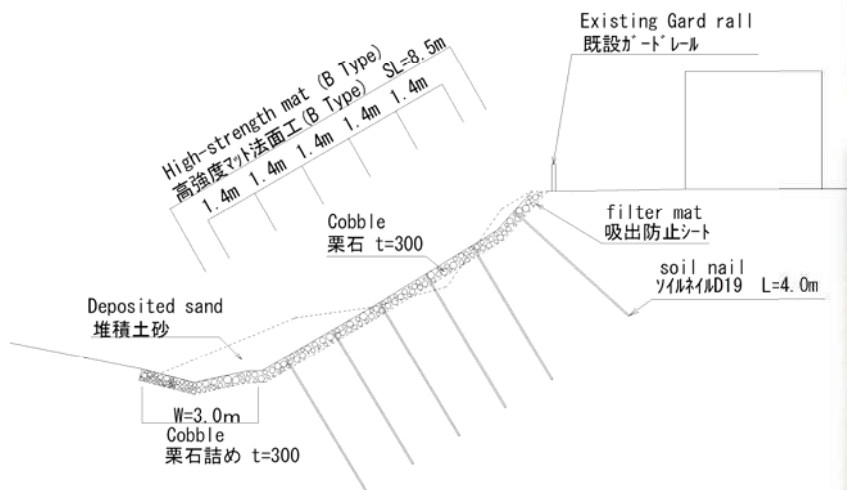 Existing Gard rall
既設ガードレール
High-strength mat (B Type)
高強度マット法面工(B Type) SL=8.5m
1.4m 1.4m 1.4m 1.4m 1.4m
Cobble
栗石 t=300
filter mat
吸出防止シート
soil nail
ソイルネイルD19 L=4.0m
Deposited sand
堆積土砂
W=3.0m
Cobble
栗石詰め t=300